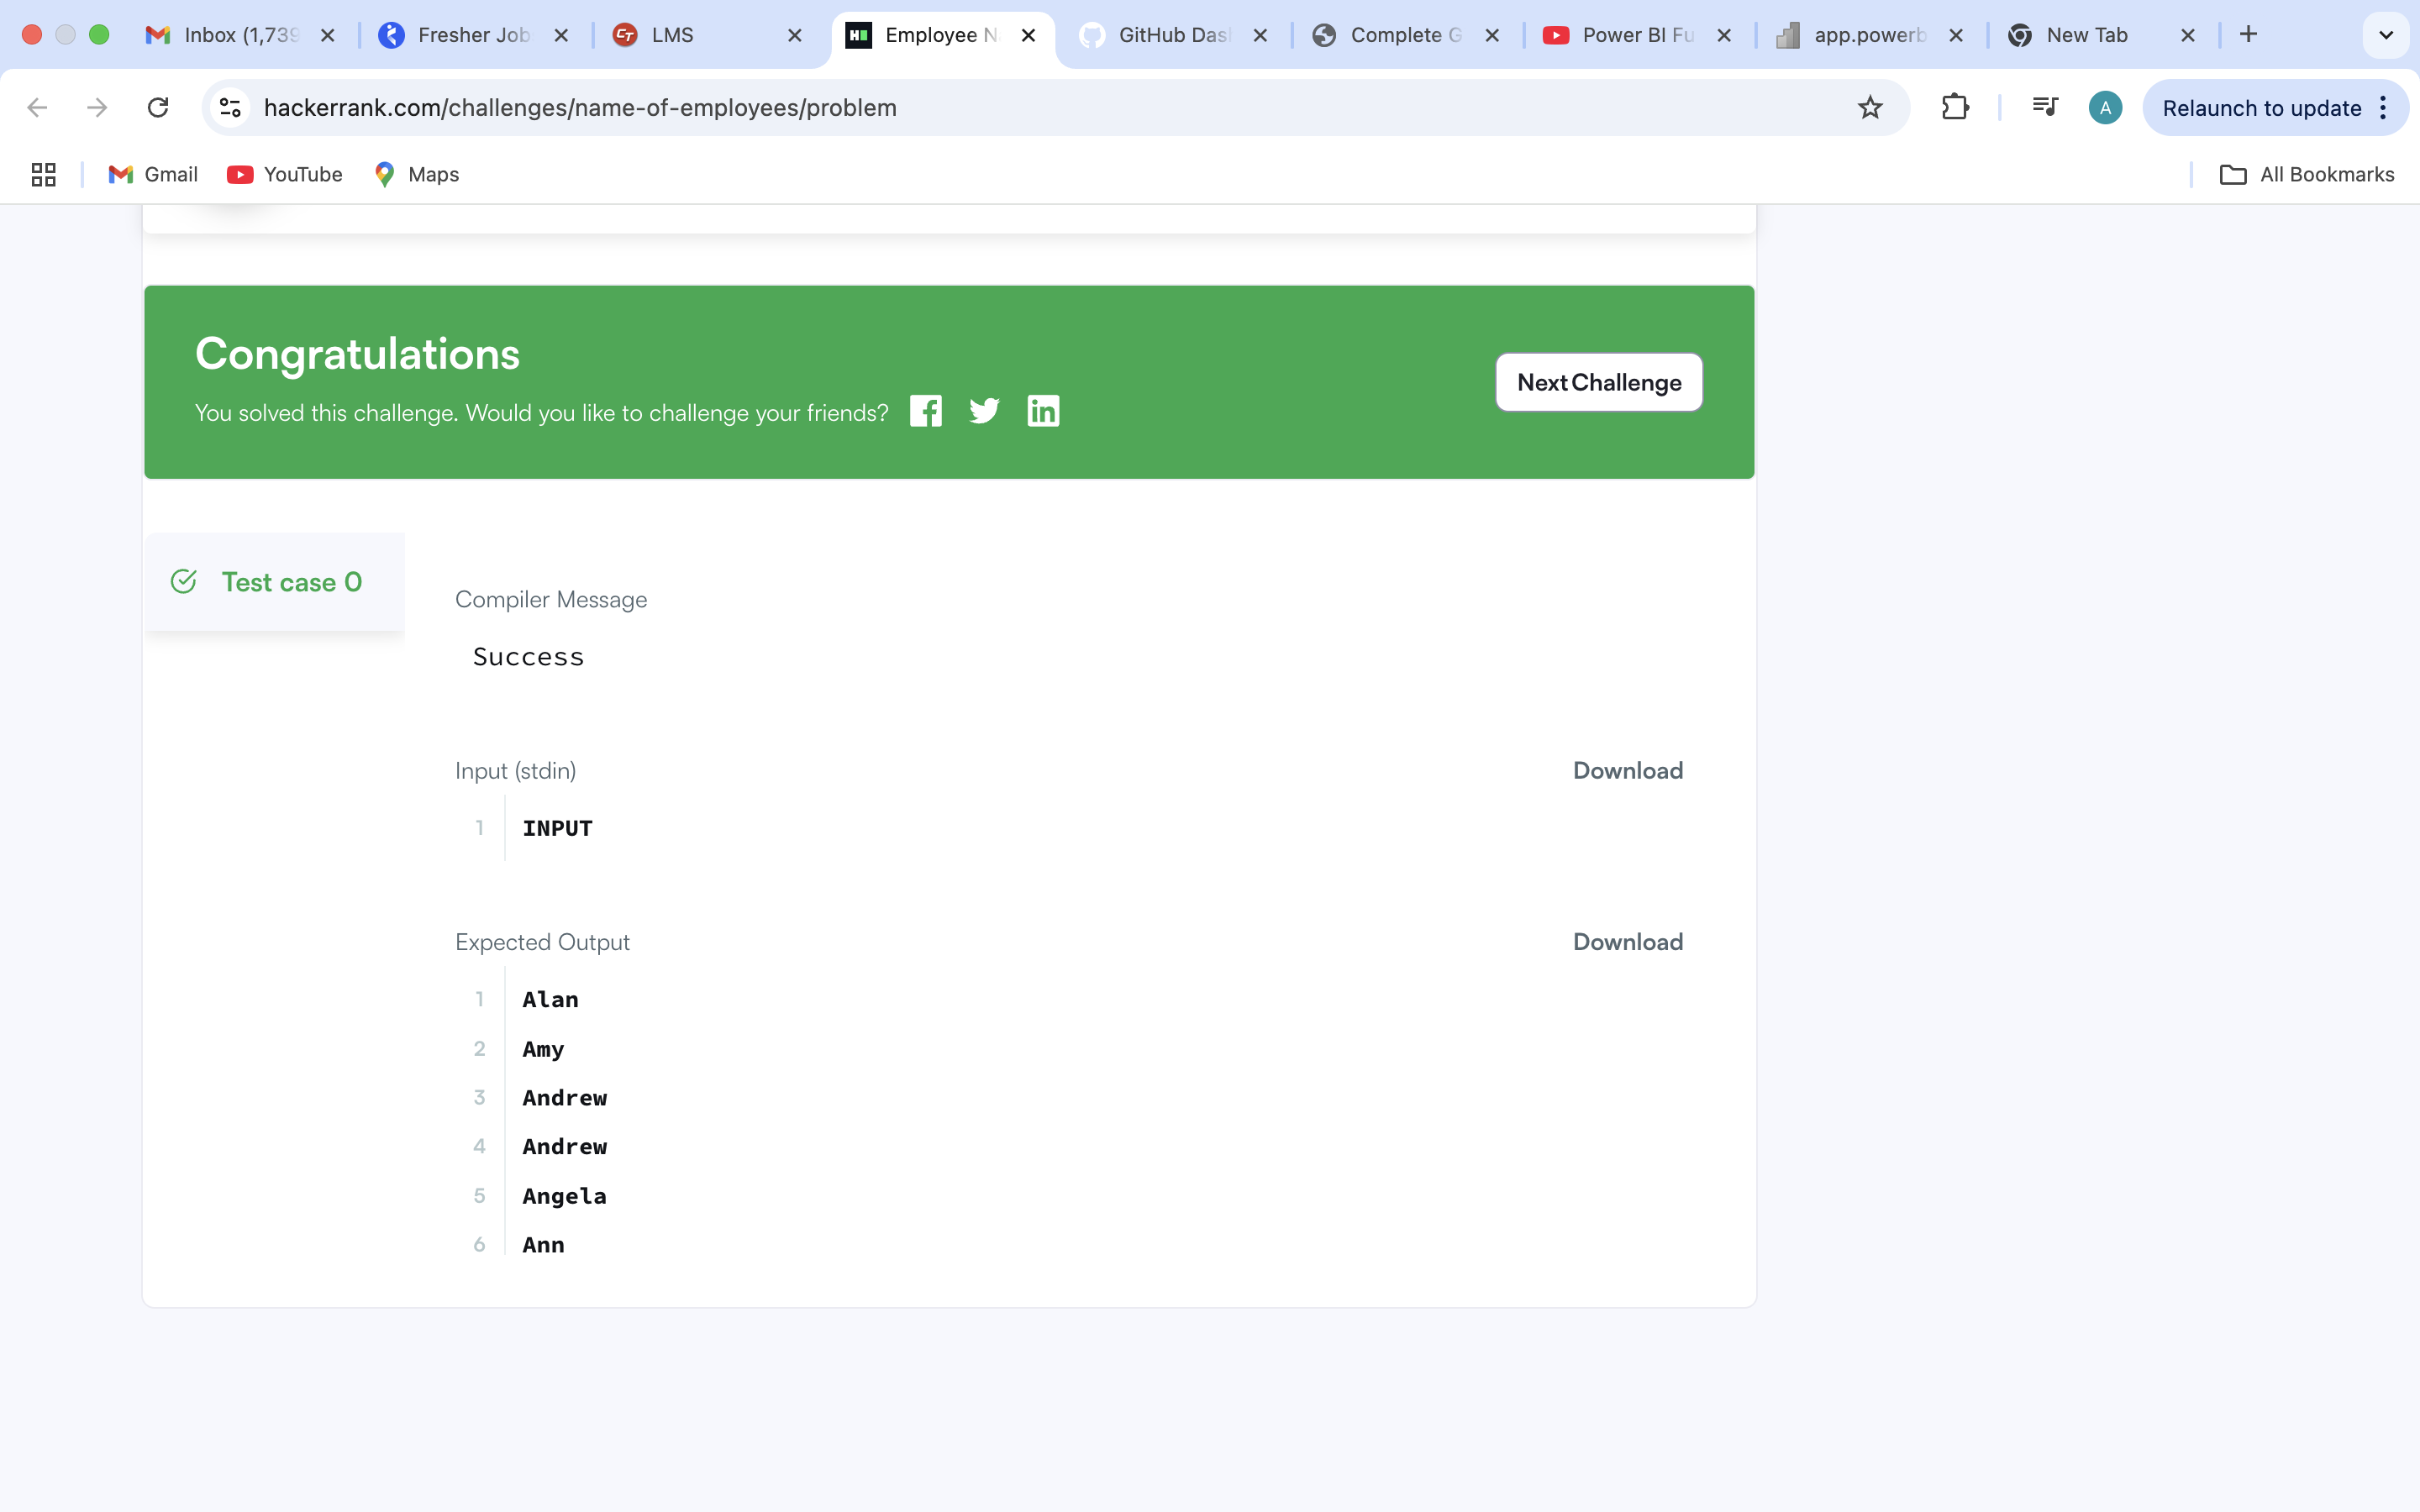 Inbox (1,739
Fresher Job
LMS
Employee N
GitHub Das
Complete G
Power BI Fu
app.powerb
New Tab
hackerrank.com/challenges/name-of-employees/problem
A
Relaunch to update
Gmail
YouTube
Maps
All Bookmarks
Congratulations
You solved this challenge. Would you like to challenge your friends?
Next Challenge
Test case 0
Compiler Message
Success
Input (stdin)
Download
1 INPUT
Expected Output
Download
1 Alan
2 Amy
3 Andrew
4 Andrew
5 Angela
6 Ann